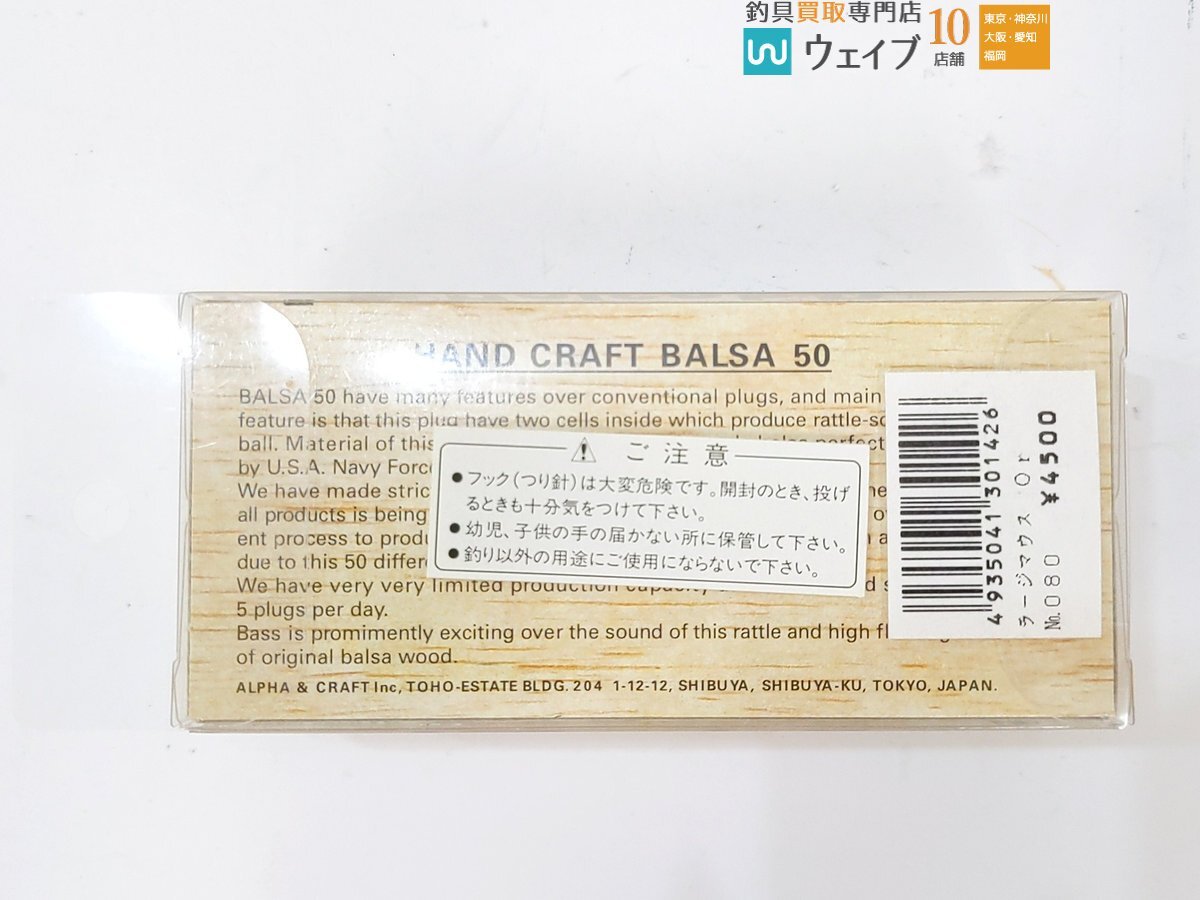 釣具買取専門店
ウェイブ
10
店舗
東京・神奈川
大阪・愛知
福岡
HAND CRAFT BALSA 50
BALSA 50 have many features over conventional plugs, and main
feature is that this plug have two cells inside which produce rattle-
ball. Material of this perfect
by U.S.A. Navy Force
We have made stric
all products is being
ent process to produ
due to this 50 differ
We have very very limited production capacity
5 plugs per day.
Bass is promimently exciting over the sound of this rattle and high
of original balsa wood.
ALPHA & CRAFT Inc, TOHO-ESTATE BLDG. 204 1-12-12, SHIBUYA, SHIBUYA-KU, TOKYO, JAPAN.
ご注意
●フック(つり針)は大変危険です。開封のとき、投げ
るときも十分気をつけて下さい。
●幼児、子供の手の届かない所に保管して下さい。
●釣り以外の用途にご使用にならないで下さい。
4935041301426
ラージマウス Or
No.080 ¥4500